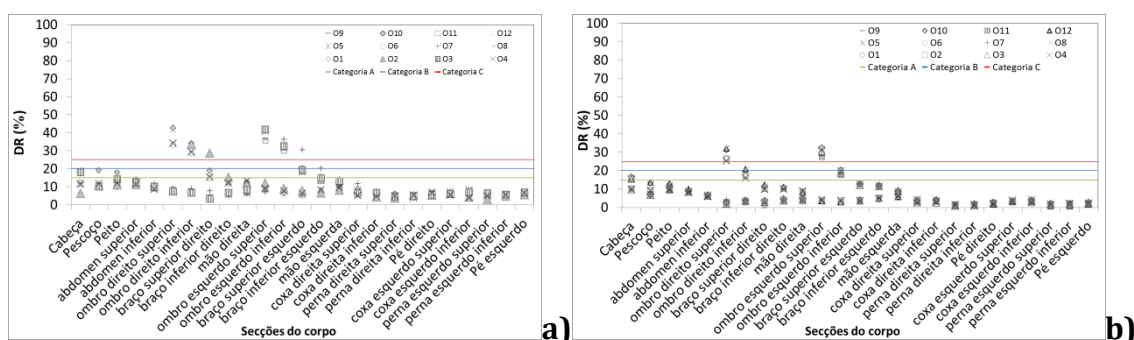 DR (%)
100
90
80
70
60
50
40
30
20
10
0
O9 O10 O11 O12
O5 O6 O7 O8
O1 O2 O3 O4
Categoria A Categoria B Categoria C
Cabeça
Pescoço
Peito
abdomen superior
abdomen inferior
ombro direito superior
ombro direito inferior
braço superior direito
braço inferior direito
mão direita
ombro esquerdo superior
ombro esquerdo inferior
braço superior esquerdo
braço inferior esquerdo
mão esquerda
coxa direita superior
coxa direita inferior
perna direita superior
perna direita inferior
Pé direito
coxa esquerdo superior
coxa esquerdo inferior
perna esquerdo superior
perna esquerdo inferior
Pé esquerdo
Secções do corpo
a)
DR (%)
100
90
80
70
60
50
40
30
20
10
0
O9 O10 O11 O12
O5 O6 O7 O8
O1 O2 O3 O4
Categoria A Categoria B Categoria C
Cabeça
Pescoço
Peito
abdomen superior
abdomen inferior
ombro direito superior
ombro direito inferior
braço superior direito
braço inferior direito
mão direita
ombro esquerdo superior
ombro esquerdo inferior
braço superior esquerdo
braço inferior esquerdo
mão esquerda
coxa direita superior
coxa direita inferior
perna direita superior
perna direita inferior
Pé direito
coxa esquerdo superior
coxa esquerdo inferior
perna esquerdo superior
perna esquerdo inferior
Pé esquerdo
Secções do corpo
b)